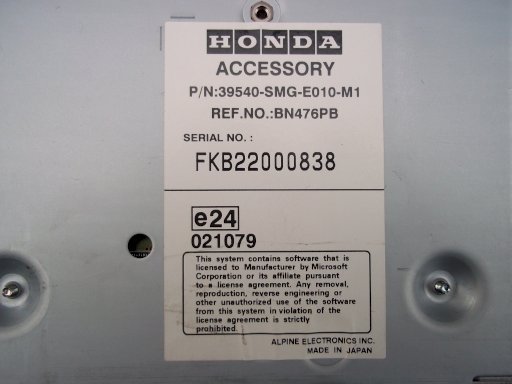 HONDA
ACCESSORY
P/N:39540-SMG-E010-M1
REF.NO.:BN476PB
SERIAL NO.:
FKB22000838
e24
021079
This system contains software that is
licensed to Manufacturer by Microsoft
Corporation or its affiliate pursuant
to a license agreement. Any removal,
reproduction, reverse engineering or
other unauthorized use of the software
from this system in violation of the
license agreement is strictly
prohibited.
ALPINE ELECTRONICS INC.
MADE IN JAPAN